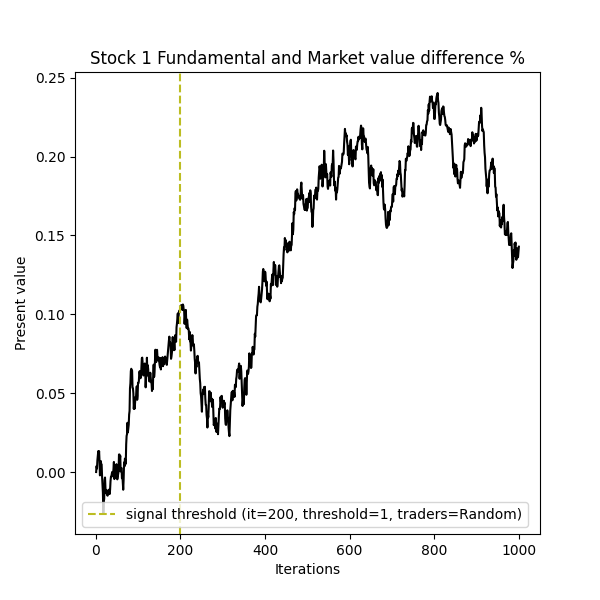 Stock 1 Fundamental and Market value difference %
0.25
0.20
0.15
0.10
0.05
0.00
Present value
signal threshold (it=200, threshold=1, traders=Random)
0 200 400 600 800 1000
Iterations